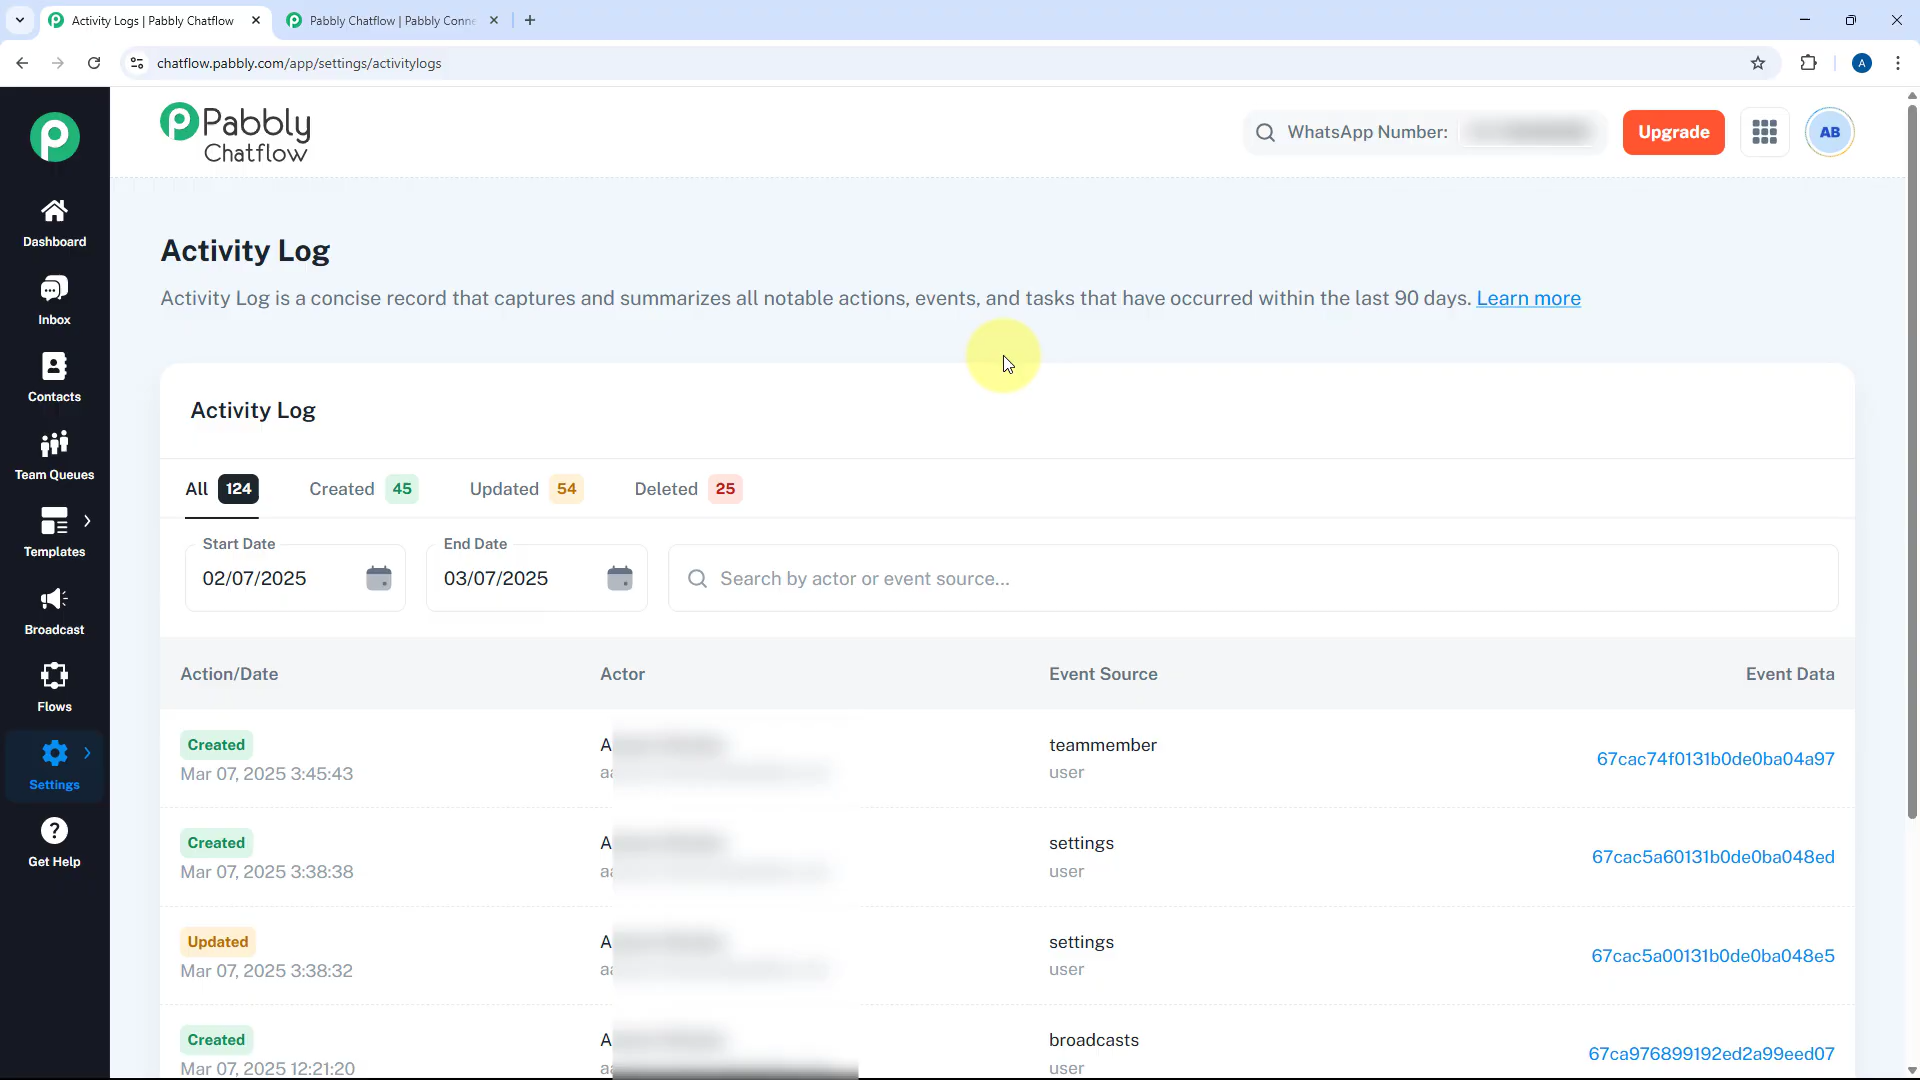 Activity Logs | Pabbly Chatflow
Pabbly Chatflow | Pabbly Conne
chatflow.pabbly.com/app/settings/activitylogs
A
Pabbly
Chatflow
WhatsApp Number:
Upgrade
AB
Dashboard
Inbox
Contacts
Team Queues
Templates
Broadcast
Flows
Settings
Get Help
Activity Log
Activity Log is a concise record that captures and summarizes all notable actions, events, and tasks that have occurred within the last 90 days. Learn more
Activity Log
All 124 Created 45 Updated 54 Deleted 25
Start Date End Date
02/07/2025 03/07/2025 Search by actor or event source...
Action/Date Actor Event Source Event Data
Created teammember
Mar 07, 2025 3:45:43 user 67cac74f0131b0de0ba04a97
Created settings
Mar 07, 2025 3:38:38 user 67cac5a60131b0de0ba048ed
Updated settings
Mar 07, 2025 3:38:32 user 67cac5a00131b0de0ba048e5
Created broadcasts
Mar 07, 2025 12:21:20 user 67ca976899192ed2a99eed07